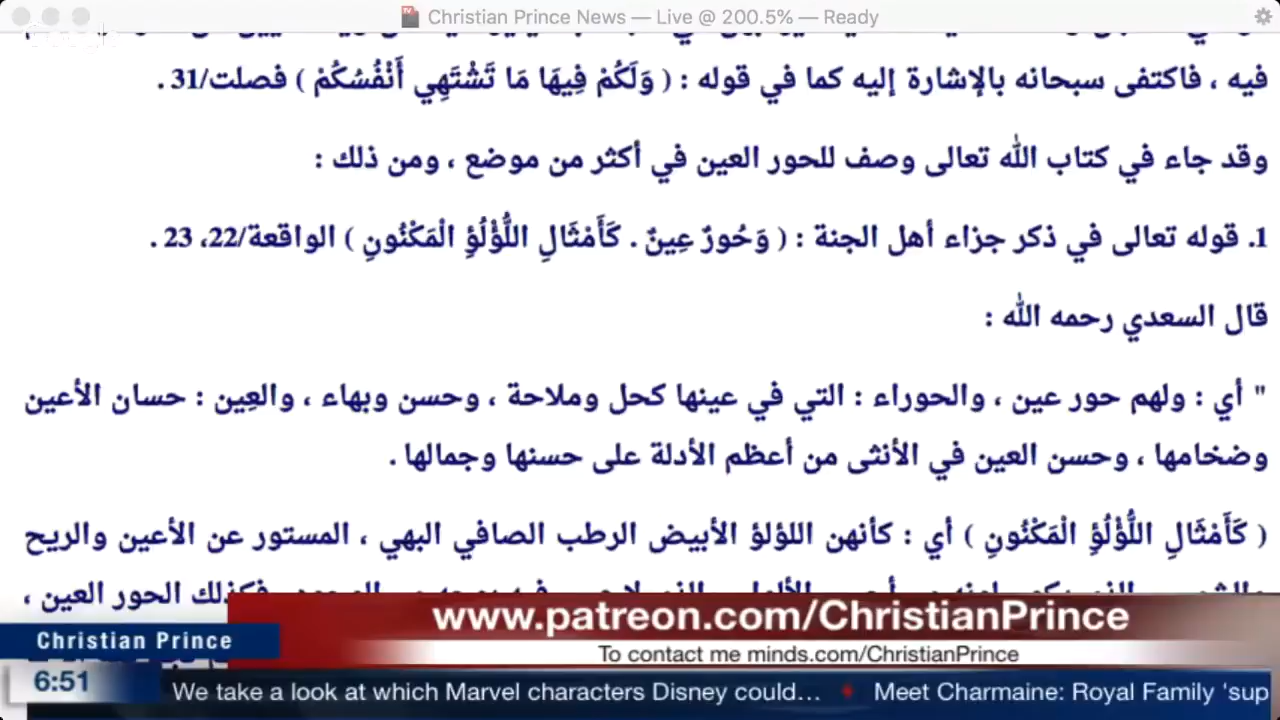 Christian Prince News — Live @ 200.5% — Ready
Google
فيه ، فاكتفى سبحانه بالإشارة إليه كما في قوله : ( وَلَكُمْ فِيهَا مَا تَشْتَهِي أَنْفُسُكُمْ ) فصلت/31 .
وقد جاء في كتاب الله تعالى وصف للحور العين في أكثر من موضع ، ومن ذلك :
1. قوله تعالى في ذكر جزاء أهل الجنة : ( وَحُورٌ عِينٌ . كَأَمْثَالِ اللُّؤْلُؤِ الْمَكْنُونِ ) الواقعة/22، 23 .
قال السعدي رحمه الله :
" أي : ولهم حور عين ، والحوراء : التي في عينها كحل وملاحة ، وحسن وبهاء ، والعِين : حسان الأعين
وضخامها ، وحسن العين في الأنثى من أعظم الأدلة على حسنها وجمالها .
( كَأَمْثَالِ اللُّؤْلُؤِ الْمَكْنُونِ ) أي : كأنهن اللؤلؤ الأبيض الرطب الصافي البهي ، المستور عن الأعين والريح
فكذلك الحور العين ،
www.patreon.com/ChristianPrince
Christian Prince
To contact me minds.com/ChristianPrince
6:51
We take a look at which Marvel characters Disney could... ♦ Meet Charmaine: Royal Family 'sup